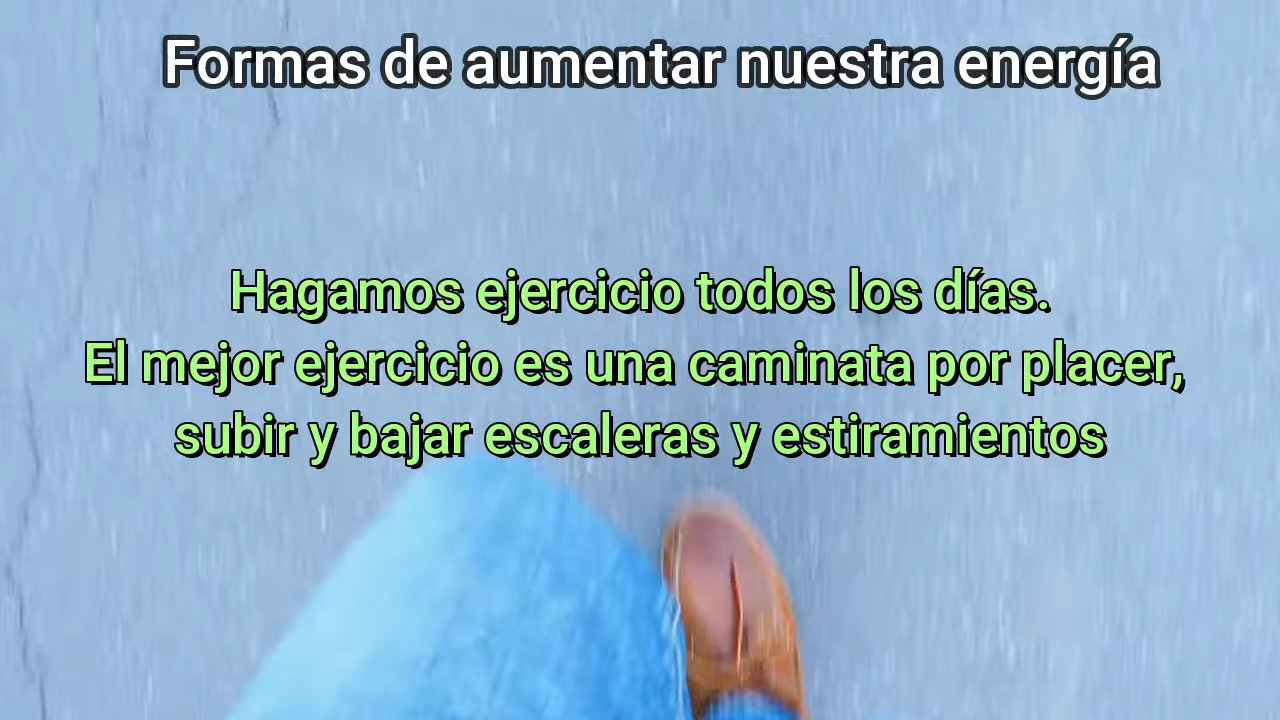 Formas de aumentar nuestra energía
Hagamos ejercicio todos los días.
El mejor ejercicio es una caminata por placer,
subir y bajar escaleras y estiramientos